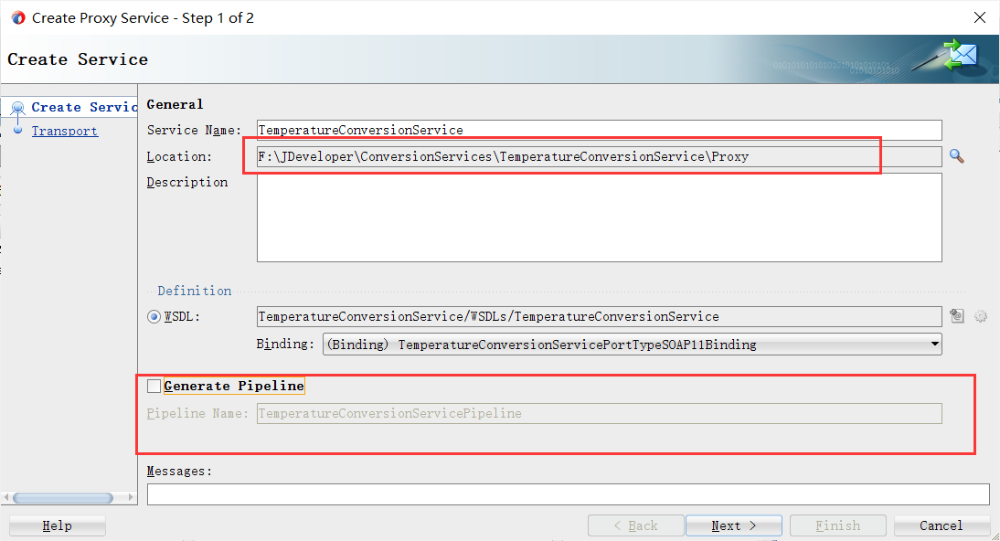 Create Proxy Service - Step 1 of 2
Create Service
Create Servic
Transport
General
Service Name: TemperatureConversionService
Location: F:\JDeveloper\ConversionServices\TemperatureConversionService\Proxy
Description
Definition
WSDL: TemperatureConversionService/WSDLs/TemperatureConversionService
Binding: (Binding) TemperatureConversionServicePortTypeSOAP11Binding
Generate Pipeline
Pipeline Name: TemperatureConversionServicePipeline
Messages:
Help < Back Next > Finish Cancel